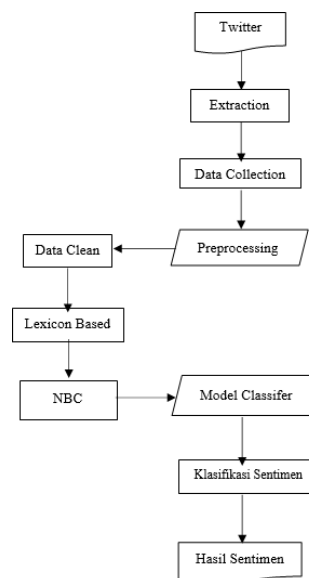 Twitter
Extraction
Data Collection
Preprocessing
Data Clean
Lexicon Based
NBC
Model Classifer
Klasifikasi Sentimen
Hasil Sentimen